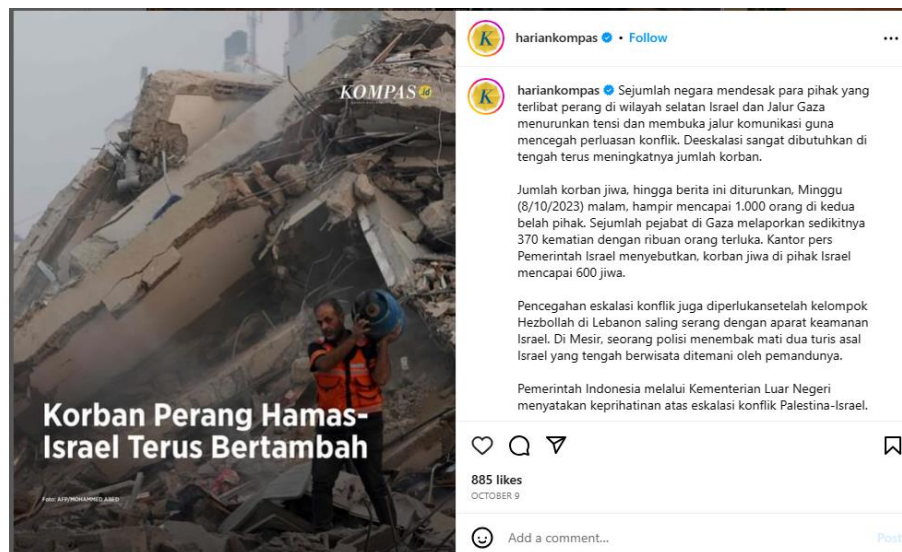 KOMPAS.id
Korban Perang Hamas-
Israel Terus Bertambah
Foto: AFP/MOHAMMED ABED
hariankompas • Follow
hariankompas Sejumlah negara mendesak para pihak yang
terlibat perang di wilayah selatan Israel dan Jalur Gaza
menurunkan tensi dan membuka jalur komunikasi guna
mencegah perluasan konflik. Deeskalasi sangat dibutuhkan di
tengah terus meningkatnya jumlah korban.
Jumlah korban jiwa, hingga berita ini diturunkan, Minggu
(8/10/2023) malam, hampir mencapai 1.000 orang di kedua
belah pihak. Sejumlah pejabat di Gaza melaporkan sedikitnya
370 kematian dengan ribuan orang terluka. Kantor pers
Pemerintah Israel menyebutkan, korban jiwa di pihak Israel
mencapai 600 jiwa.
Pencegahan eskalasi konflik juga diperlukansetelah kelompok
Hezbollah di Lebanon saling serang dengan aparat keamanan
Israel. Di Mesir, seorang polisi menembak mati dua turis asal
Israel yang tengah berwisata ditemani oleh pemandunya.
Pemerintah Indonesia melalui Kementerian Luar Negeri
menyatakan keprihatinan atas eskalasi konflik Palestina-Israel.
885 likes
OCTOBER 9
Add a comment...
Post